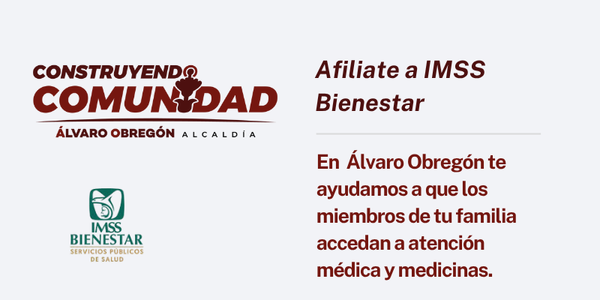 CONSTRUYENDO
COMUNIDAD
ÁLVARO OBREGÓN ALCALDÍA
IMSS
BIENESTAR
SERVICIOS PÚBLICOS
DE SALUD
Afiliate a IMSS
Bienestar
En Álvaro Obregón te
ayudamos a que los
miembros de tu familia
accedan a atención
médica y medicinas.